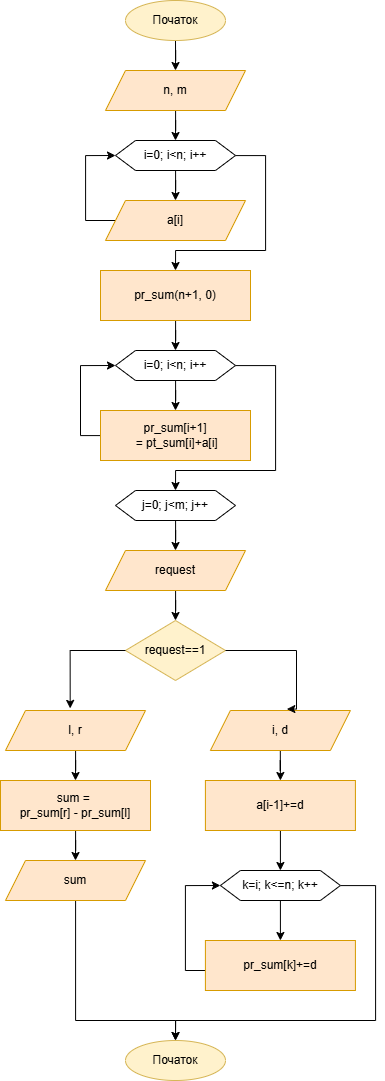 Початок
n, m
i=0; i<n; i++
a[i]
pr_sum(n+1, 0)
i=0; i<n; i++
pr_sum[i+1]
= pt_sum[i]+a[i]
j=0; j<m; j++
request
request==1
l, r
i, d
sum =
pr_sum[r] - pr_sum[l]
a[i-1]+=d
sum
k=i; k<=n; k++
pr_sum[k]+=d
Початок